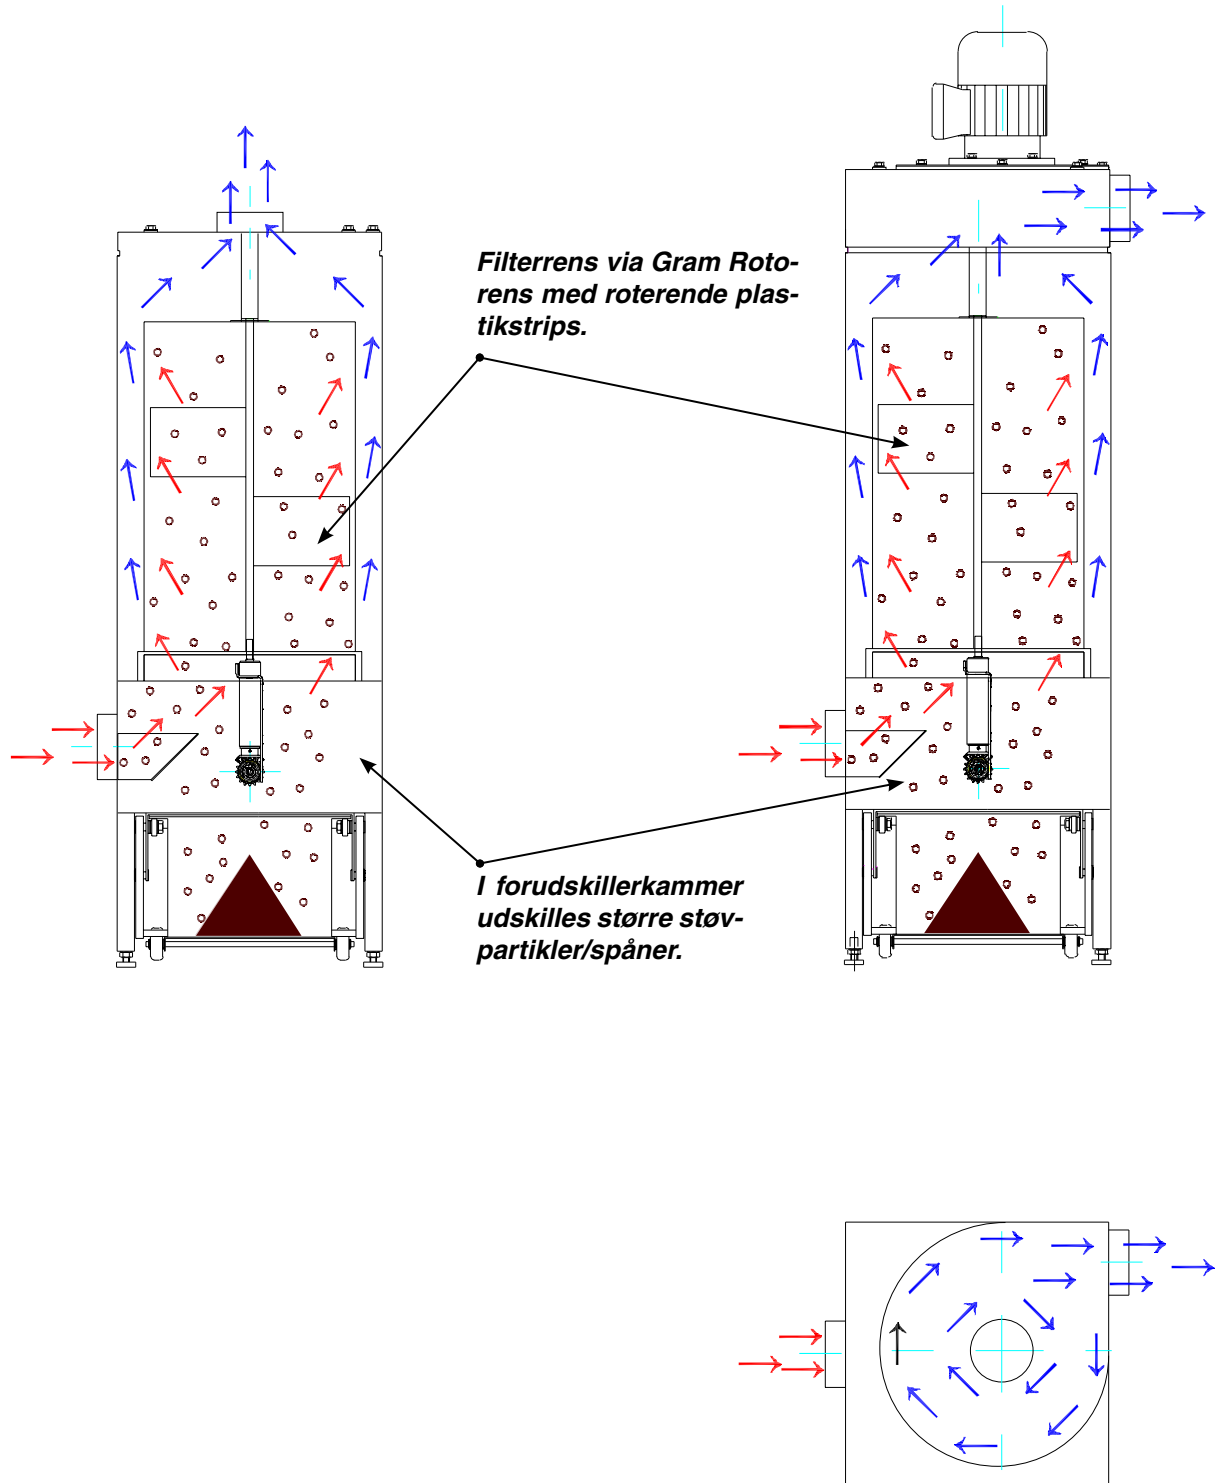 Filterrens via Gram Roto-
rens med roterende plas-
tikstrips.
I forudskillerkammer
udskilles større støv-
partikler/spåner.